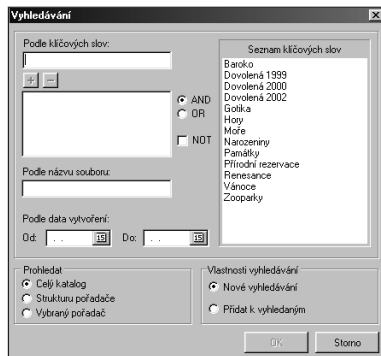 Vyhledávání
Podle klíčových slov:
+ −
AND
OR
NOT
Podle názvu souboru:
Podle data vytvoření:
Od: . . 15 Do: . . 15
Seznam klíčových slov
Baroko
Dovolená 1999
Dovolená 2000
Dovolená 2002
Gotika
Hory
Moře
Narozeniny
Památky
Přírodní rezervace
Renesance
Vánoce
Zooparky
Prohledat
Celý katalog
Strukturu pořadače
Vybraný pořadač
Vlastnosti vyhledávání
Nové vyhledávání
Přidat k vyhledaným
OK Storno